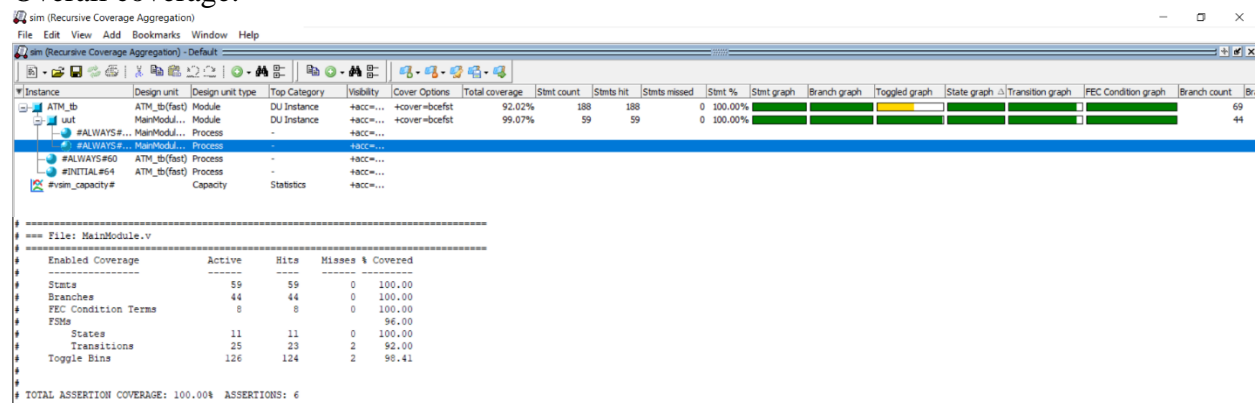 Overall coverage:
sim (Recursive Coverage Aggregation)
File Edit View Add Bookmarks Window Help
sim (Recursive Coverage Aggregation) - Default
Instance Design unit Design unit type Top Category Visibility Cover Options Total coverage Stmt count Stmts hit Stmts missed Stmt % Stmt graph Branch graph Toggled graph State graph Transition graph FEC Condition graph Branch count Br
ATM_tb ATM_tb(fast) Module DU Instance +acc=... +cover=bcefst 92.02% 188 188 0 100.00% 69
uut MainModul... Module DU Instance +acc=... +cover=bcefst 99.07% 59 59 0 100.00% 44
#ALWAYS#... MainModul... Process - +acc=...
#ALWAYS#... MainModul... Process - +acc=...
#ALWAYS#60 ATM_tb(fast) Process - +acc=...
#INITIAL#64 ATM_tb(fast) Process - +acc=...
#vsim_capacity# Capacity Statistics +acc=...
# ================================================================================
# === File: MainModule.v
# ================================================================================
# Enabled Coverage Active Hits Misses % Covered
# ---------------- ------ ---- ------ ---------
# Stmts 59 59 0 100.00
# Branches 44 44 0 100.00
# FEC Condition Terms 8 8 0 100.00
# FSMs 96.00
# States 11 11 0 100.00
# Transitions 25 23 2 92.00
# Toggle Bins 126 124 2 98.41
#
#
# TOTAL ASSERTION COVERAGE: 100.00% ASSERTIONS: 6